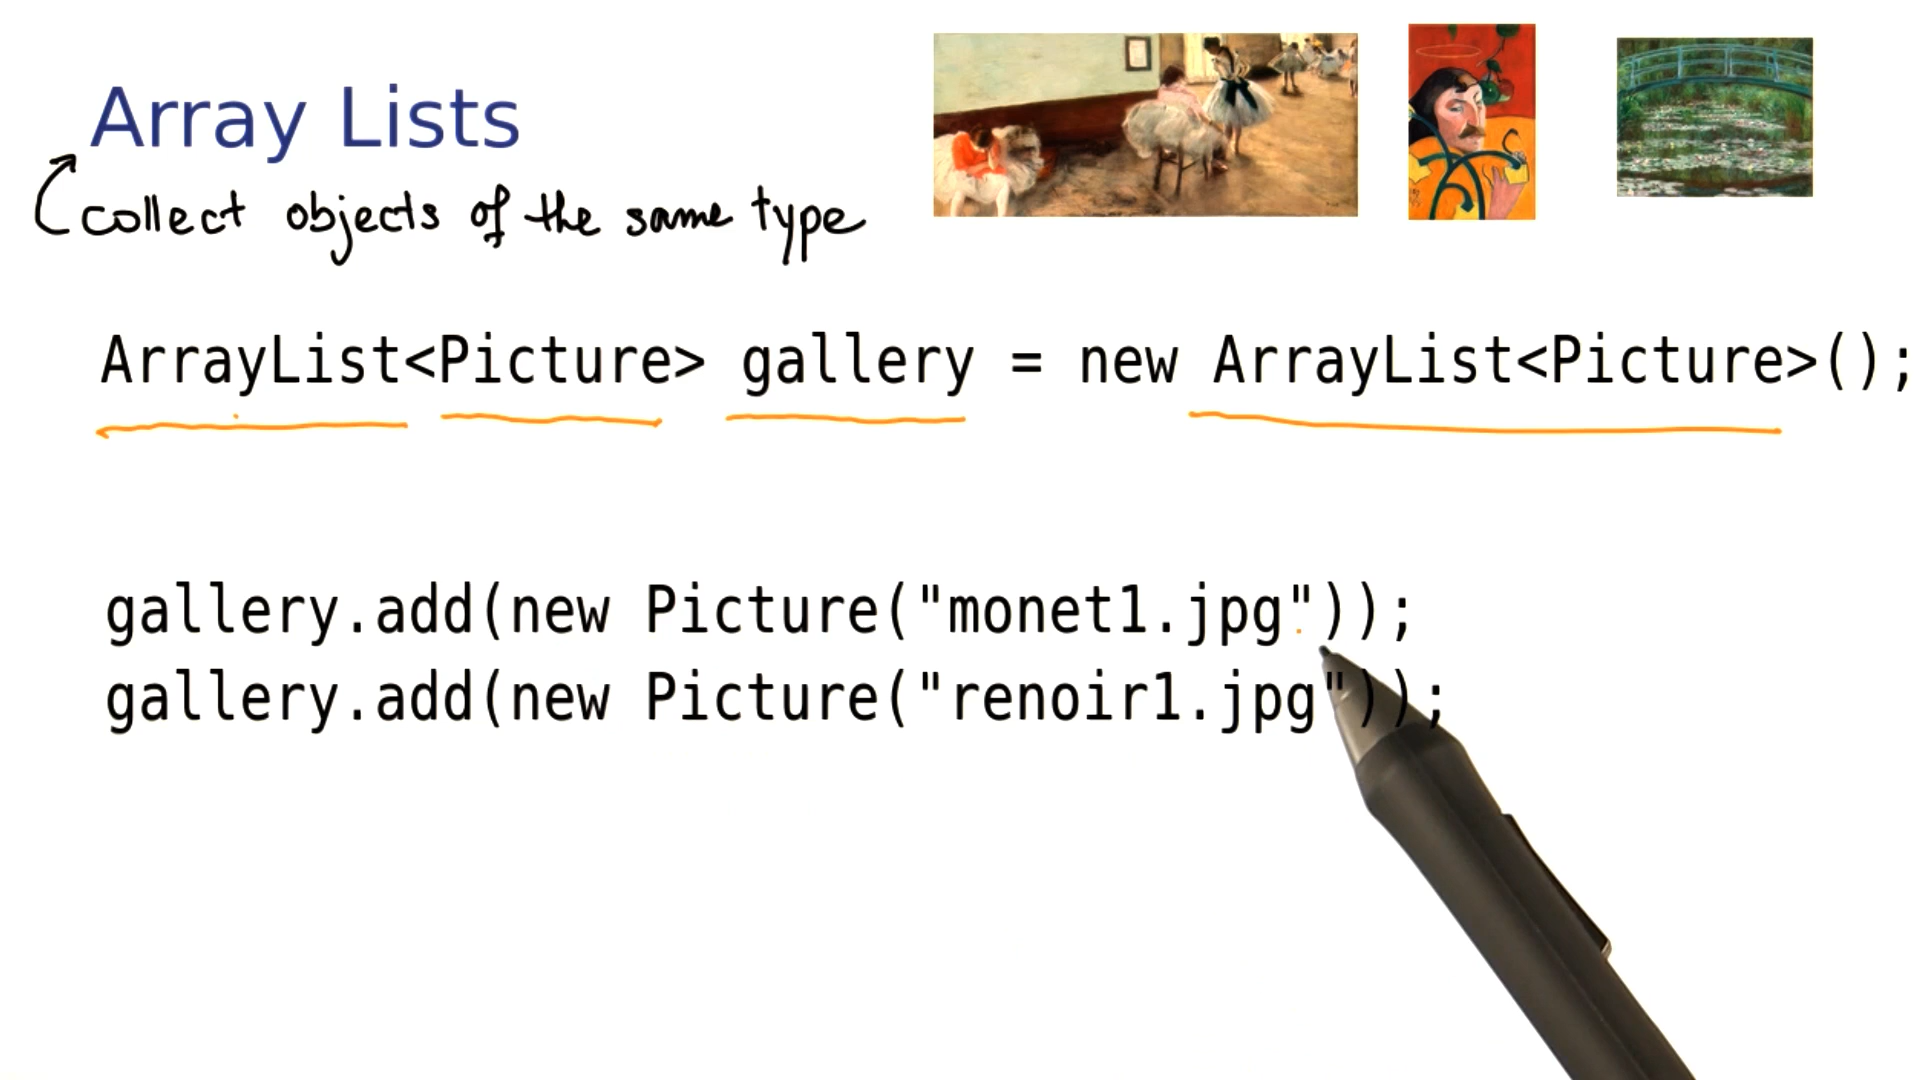 Array Lists
collect objects of the same type
ArrayList<Picture> gallery = new ArrayList<Picture>();
gallery.add(new Picture("monet1.jpg"));
gallery.add(new Picture("renoir1.jpg"));